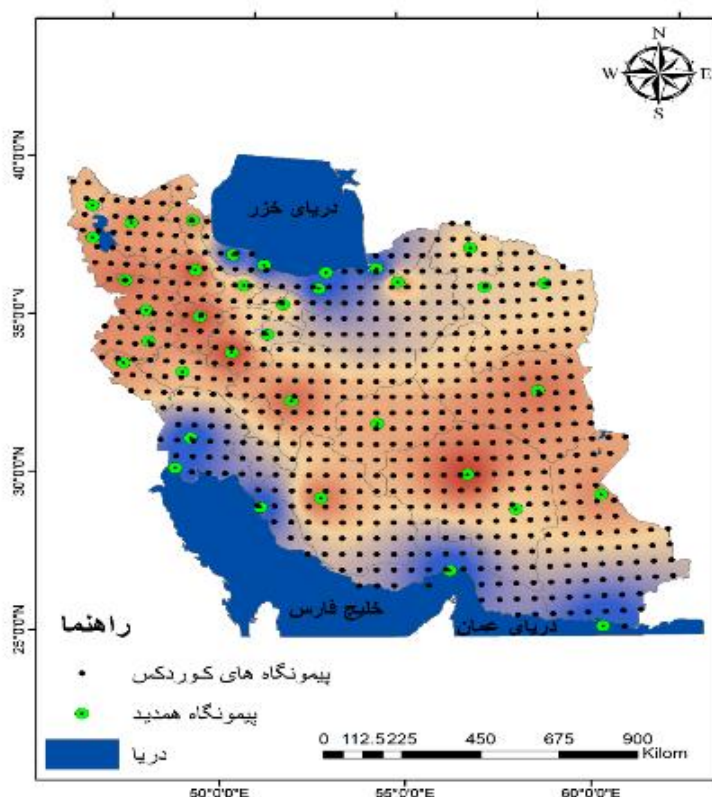 N
W E
S
40°0'0"N
35°0'0"N
30°0'0"N
25°0'0"N
دریای خزر
خلیج فارس
دریای عمان
راهنما
پیمونگاه های کوردکس
پیمونگاه همدید
دریا
0 112.5 225 450 675 900
Kilom
50°0'0"E 55°0'0"E 60°0'0"E